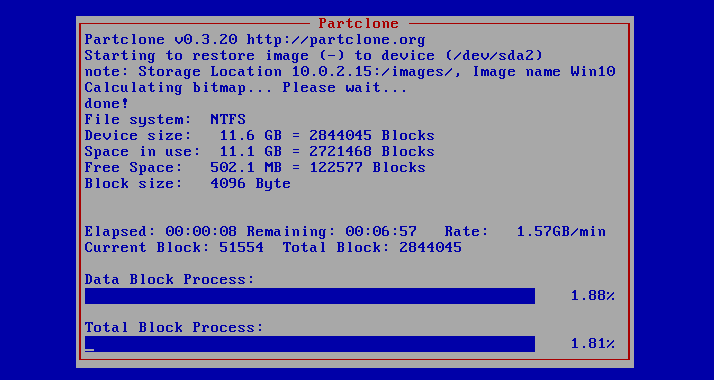 Partclone
Partclone v0.3.20 http://partclone.org
Starting to restore image (-) to device (/dev/sda2)
note: Storage Location 10.0.2.15:/images/, Image name Win10
Calculating bitmap... Please wait...
done!
File system:  NTFS
Device size:   11.6 GB = 2844045 Blocks
Space in use:  11.1 GB = 2721468 Blocks
Free Space:   502.1 MB = 122577 Blocks
Block size:   4096 Byte
Elapsed: 00:00:08 Remaining: 00:06:57   Rate:   1.57GB/min
Current Block: 51554  Total Block: 2844045
Data Block Process:
1.88%
Total Block Process:
1.81%